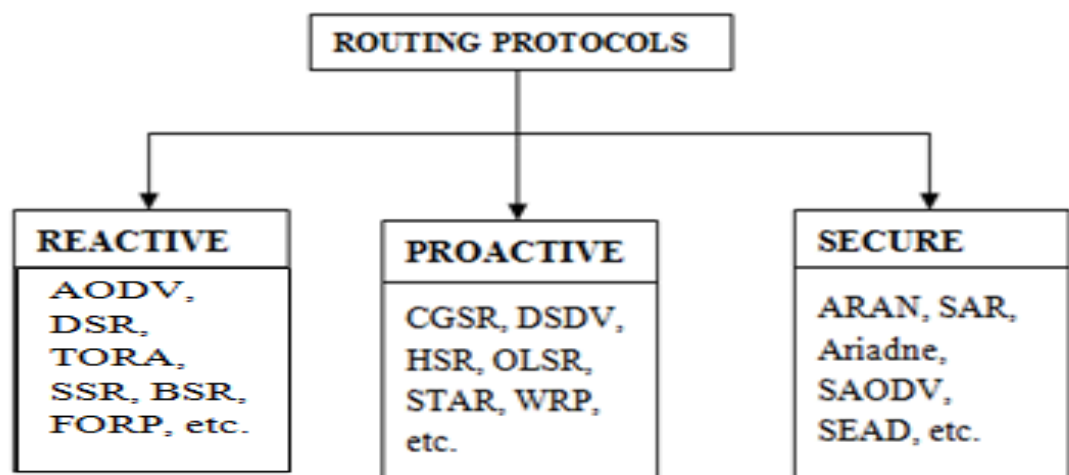 ROUTING PROTOCOLS
REACTIVE
AODV,
DSR,
TORA,
SSR, BSR,
FORP, etc.
PROACTIVE
CGSR, DSDV,
HSR, OLSR,
STAR, WRP,
etc.
SECURE
ARAN, SAR,
Ariadne,
SAODV,
SEAD, etc.